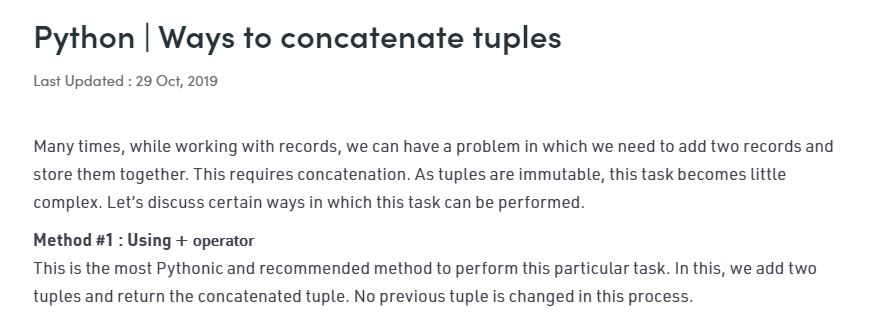 Python | Ways to concatenate tuples
Last Updated : 29 Oct, 2019
Many times, while working with records, we can have a problem in which we need to add two records and
store them together. This requires concatenation. As tuples are immutable, this task becomes little
complex. Let’s discuss certain ways in which this task can be performed.
Method #1 : Using + operator
This is the most Pythonic and recommended method to perform this particular task. In this, we add two
tuples and return the concatenated tuple. No previous tuple is changed in this process.